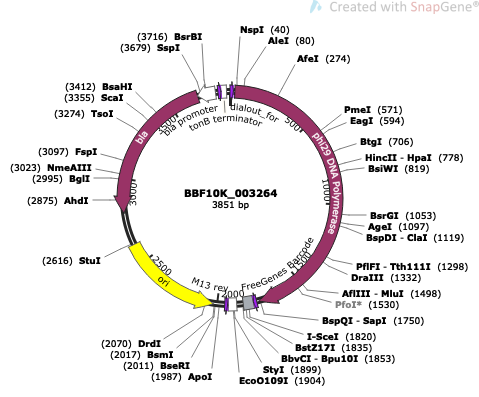 Created with SnapGene®
(3716) BsrBI
(3679) SspI
NspI (40)
AleI (80)
AfeI (274)
(3412) BsaHI
(3355) ScaI
(3274) TsoI
(3097) FspI
(3023) NmeAIII
(2995) BglI
(2875) AhdI
(2616) StuI
PmeI (571)
EagI (594)
BtgI (706)
HincII - HpaI (778)
BsiWI (819)
BsrGI (1053)
AgeI (1097)
BspDI - ClaI (1119)
PflFI - Tth111I (1298)
DraIII (1332)
AflIII - MluI (1498)
PfoI* (1530)
BspQI - SapI (1750)
I-SceI (1820)
BstZ17I (1835)
BbvCI - Bpu10I (1853)
StyI (1899)
EcoO109I (1904)
(2070) DrdI
(2017) BsmI
(2011) BseRI
(1987) ApoI
bla promoter
tonB terminator
dialout_for
phi29 DNA Polymerase
FreeGenes Barcode
M13 rev
ori
bla
500
1000
1500
2000
2500
3000
3500
BBF10K_003264
3851 bp